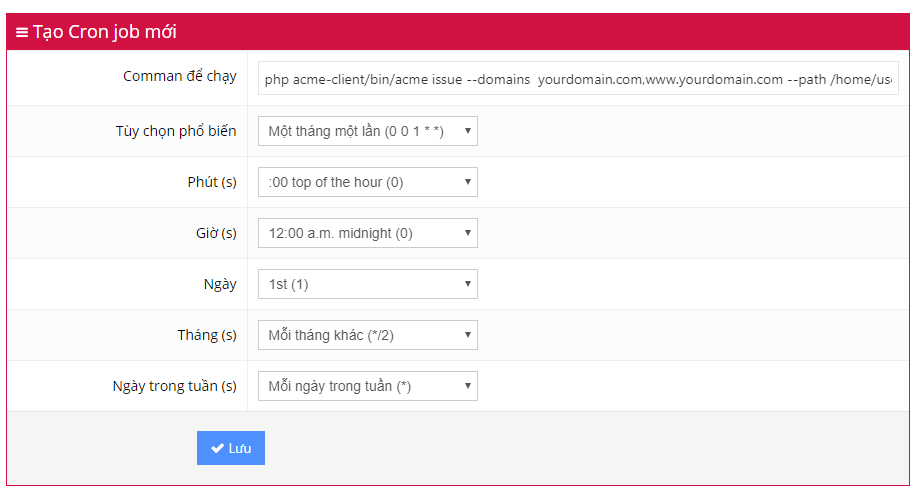 Tạo Cron job mới
Comman để chạy php acme-client/bin/acme issue --domains yourdomain.com,www.yourdomain.com --path /home/use
Tùy chọn phổ biến Một tháng một lần (0 0 1 * *)
Phút (s) :00 top of the hour (0)
Giờ (s) 12:00 a.m. midnight (0)
Ngày 1st (1)
Tháng (s) Mỗi tháng khác (*/2)
Ngày trong tuần (s) Mỗi ngày trong tuần (*)
Lưu